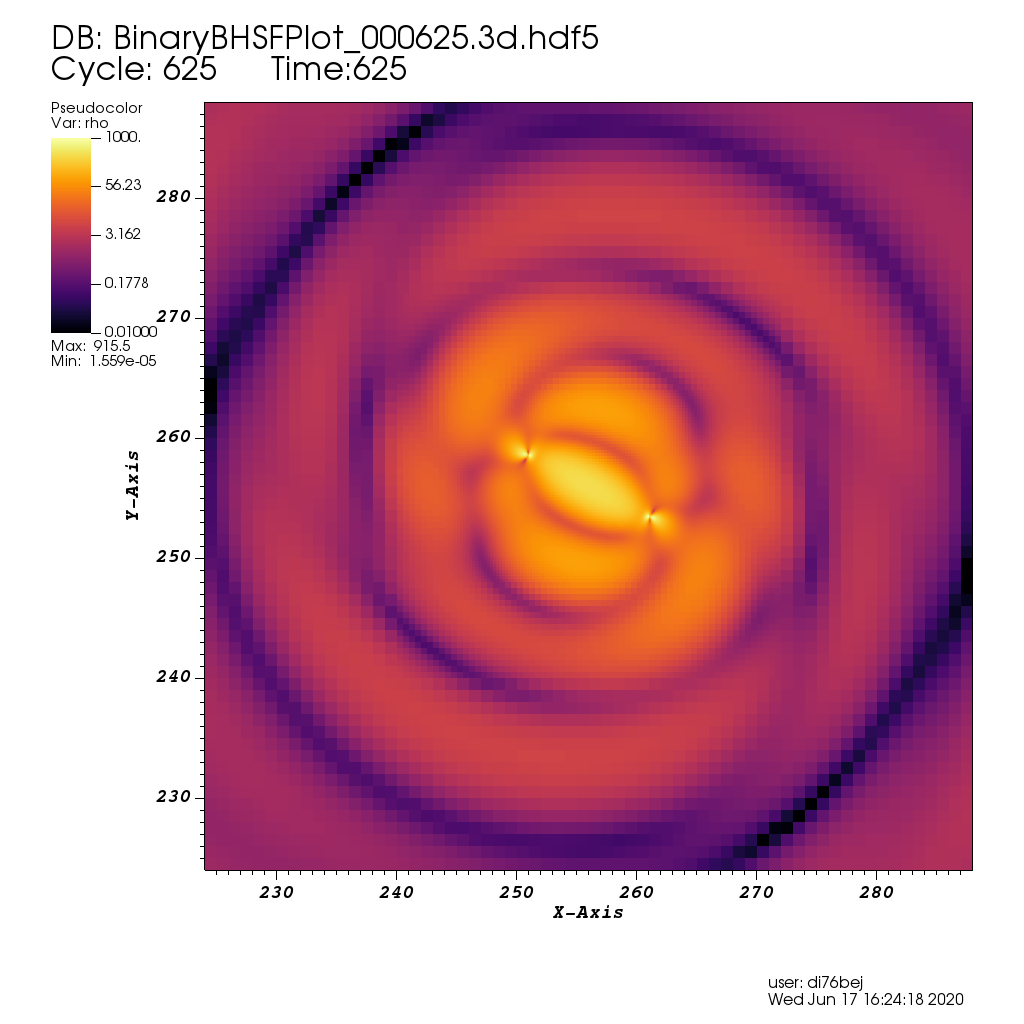 DB: BinaryBHSFPlot_000625.3d.hdf5
Cycle: 625 Time:625
Pseudocolor
Var: rho
1000.
56.23
3.162
0.1778
0.01000
Max: 915.5
Min: 1.559e-05
280
270
260
250
240
230
Y-Axis
230 240 250 260 270 280
X-Axis
user: di76bej
Wed Jun 17 16:24:18 2020